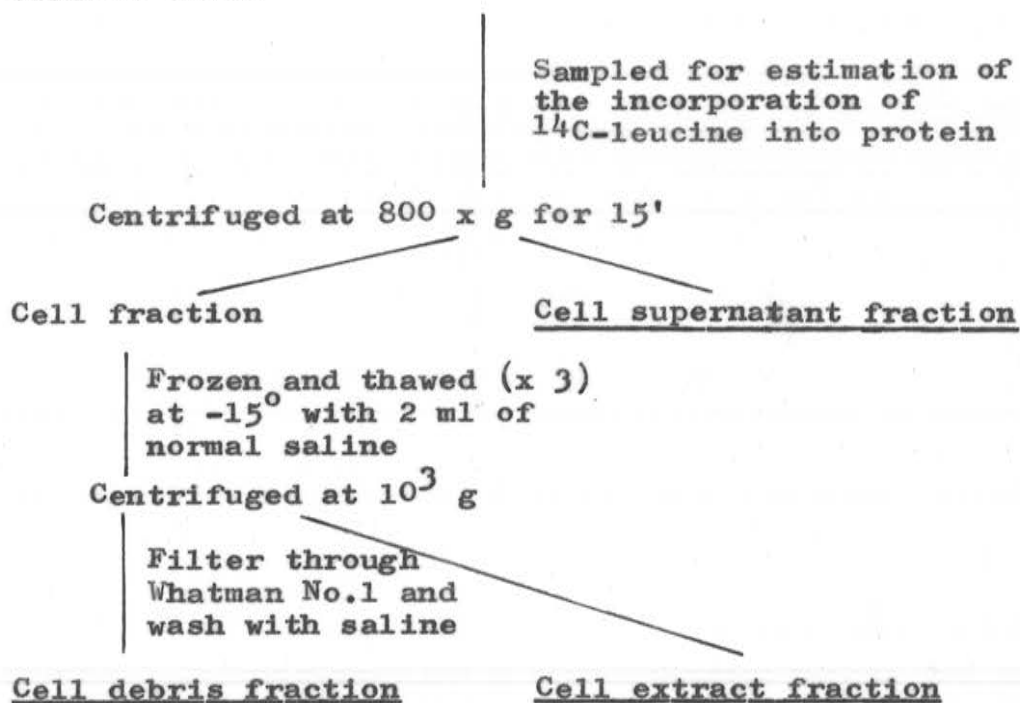 Sampled for estimation of
the incorporation of
14C-leucine into protein
Centrifuged at 800 x g for 15'
Cell fraction
Cell supernatant fraction
Frozen and thawed (x 3)
at -15° with 2 ml of
normal saline
Centrifuged at 10³ g
Filter through
Whatman No.1 and
wash with saline
Cell debris fraction
Cell extract fraction